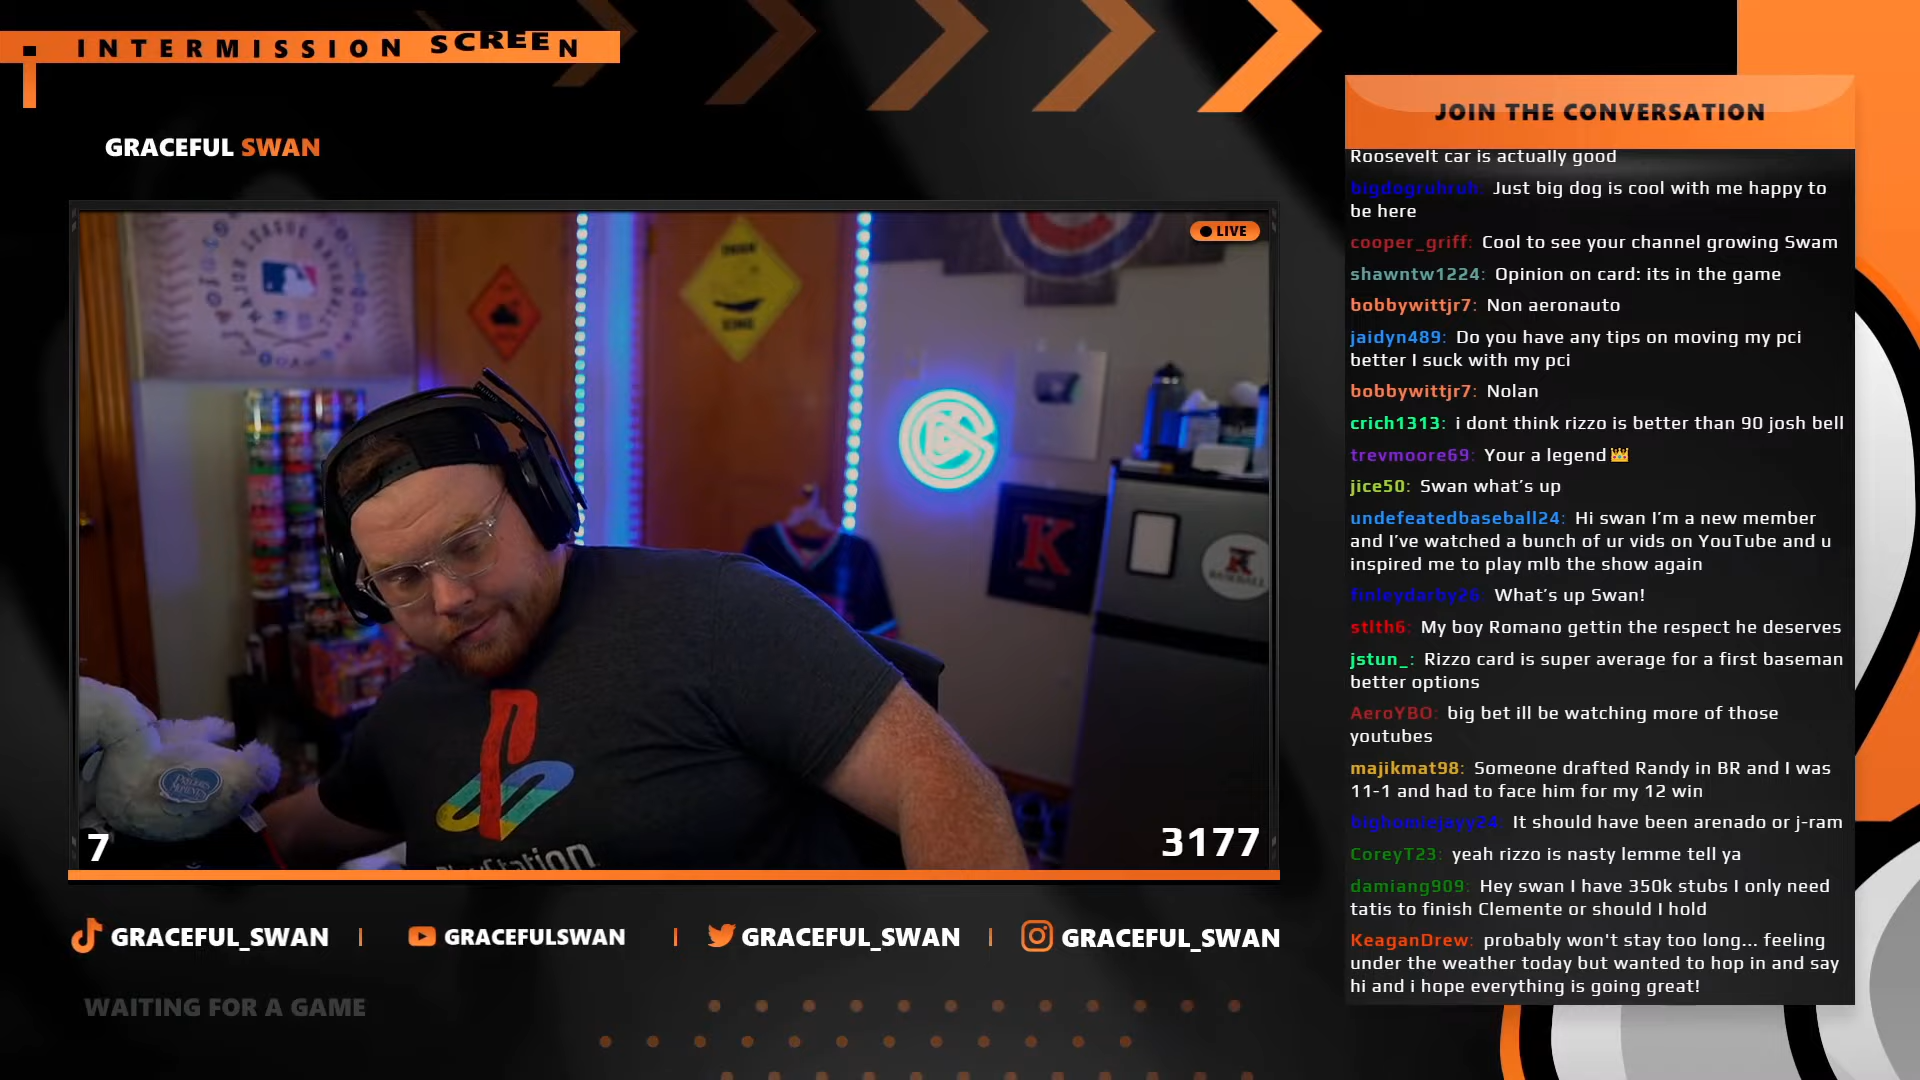 INTERMISSION SCREEN
GRACEFUL SWAN
LIVE
MAJOR LEAGUE BASEBALL
K
BASEBALL
PlayStation
7
3177
GRACEFUL_SWAN
GRACEFULSWAN
GRACEFUL_SWAN
GRACEFUL_SWAN
WAITING FOR A GAME
JOIN THE CONVERSATION
Roosevelt car is actually good
bigdogruhruh: Just big dog is cool with me happy to
be here
cooper_griff: Cool to see your channel growing Swam
shawntw1224: Opinion on card: its in the game
bobbywittjr7: Non aeronauto
jaidyn489: Do you have any tips on moving my pci
better I suck with my pci
bobbywittjr7: Nolan
crich1313: i dont think rizzo is better than 90 josh bell
trevmoore69: Your a legend👑
jice50: Swan what’s up
undefeatedbaseball24: Hi swan I’m a new member
and I’ve watched a bunch of ur vids on YouTube and u
inspired me to play mlb the show again
finleydarby26: What’s up Swan!
stlth6: My boy Romano gettin the respect he deserves
jstun_: Rizzo card is super average for a first baseman
better options
AeroYBO: big bet ill be watching more of those
youtubes
majikmat98: Someone drafted Randy in BR and I was
11-1 and had to face him for my 12 win
bighomiejayy24: It should have been arenado or j-ram
CoreyT23: yeah rizzo is nasty lemme tell ya
damiang909: Hey swan I have 350k stubs I only need
tatis to finish Clemente or should I hold
KeaganDrew: probably won't stay too long... feeling
under the weather today but wanted to hop in and say
hi and i hope everything is going great!